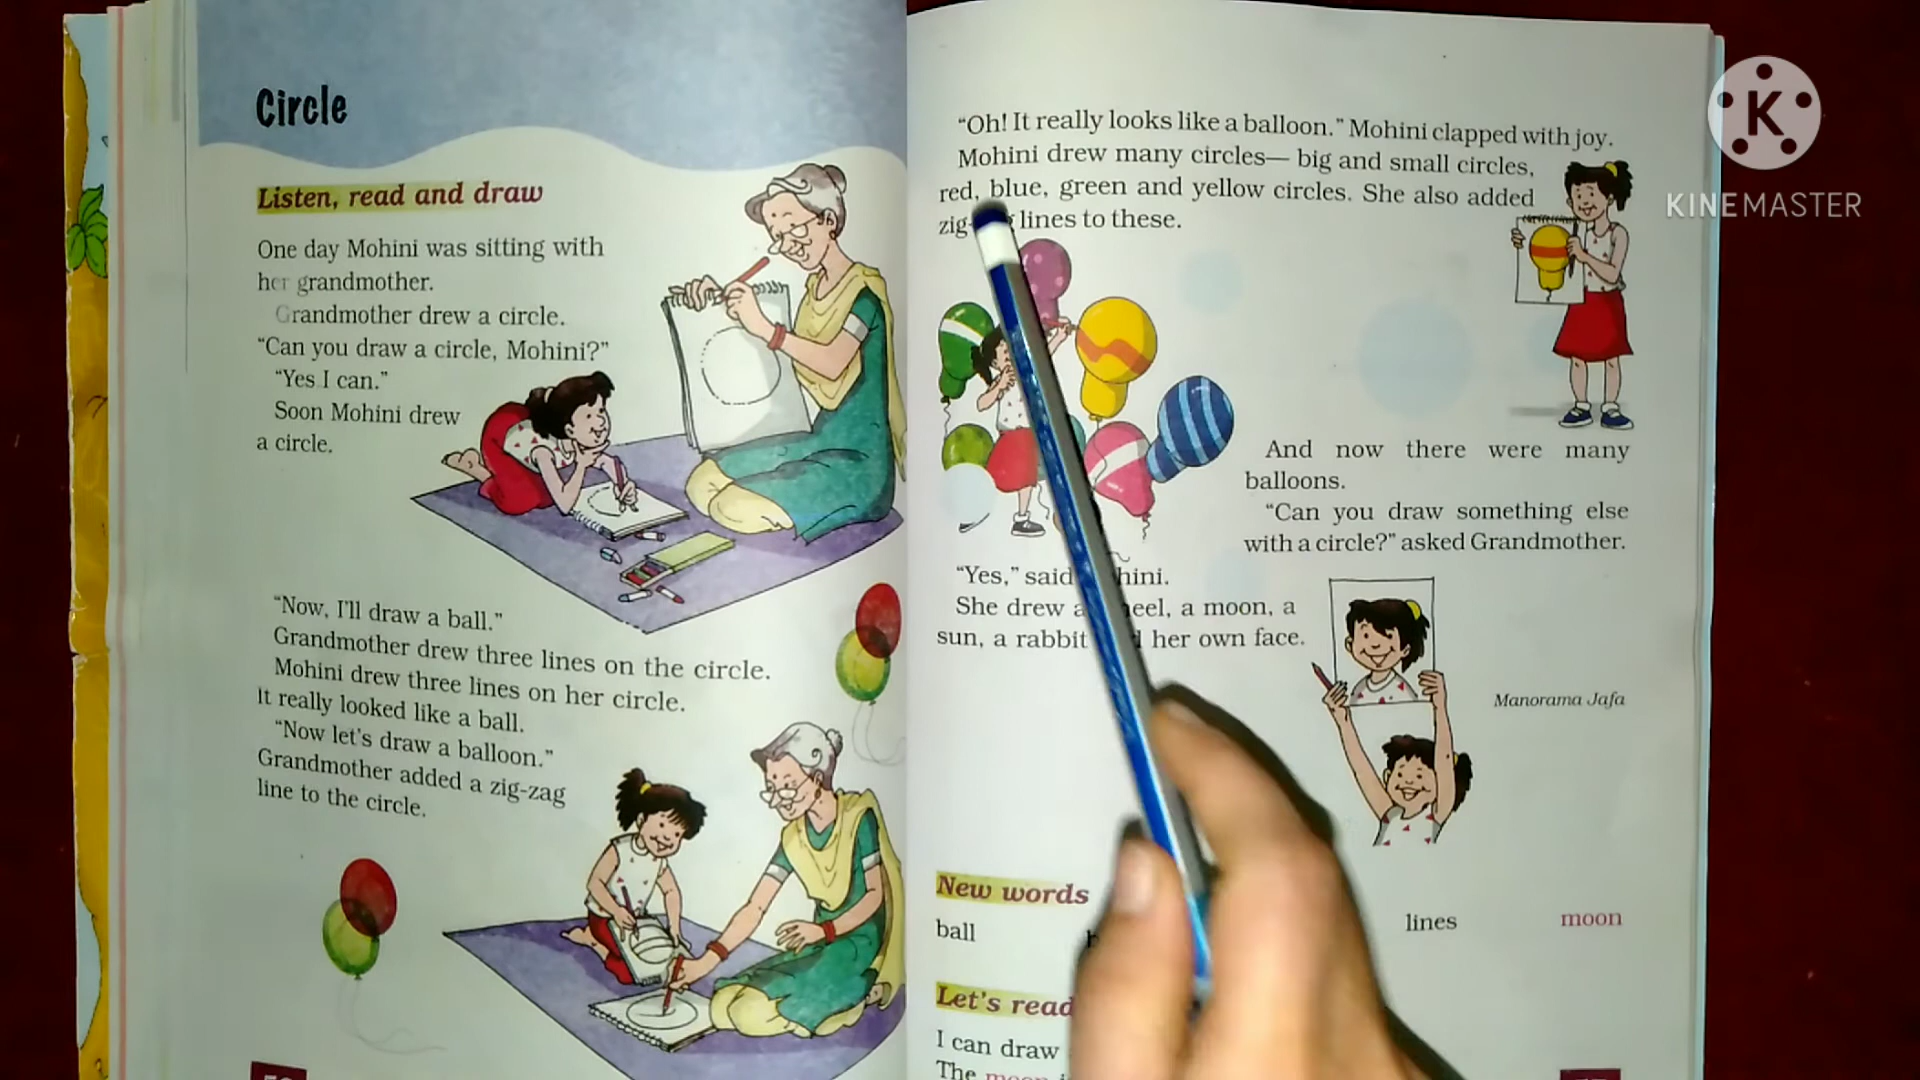 Circle
Listen, read and draw
One day Mohini was sitting with
her grandmother.
Grandmother drew a circle.
“Can you draw a circle, Mohini?”
“Yes I can.”
Soon Mohini drew
a circle.
“Now, I'll draw a ball.”
Grandmother drew three lines on the circle.
Mohini drew three lines on her circle.
It really looked like a ball.
“Now let's draw a balloon.”
Grandmother added a zig-zag
line to the circle.
“Oh! It really looks like a balloon.” Mohini clapped with joy.
Mohini drew many circles— big and small circles,
red, blue, green and yellow circles. She also added
lines to these.
And now there were many
balloons.
“Can you draw something else
with a circle?” asked Grandmother.
“Yes,” said
She drew a moon, a
sun, a rabbit her own face.
Manorama Jafa
New words
ball lines moon
Let's read
I can draw
The moon
K
KINEMASTER